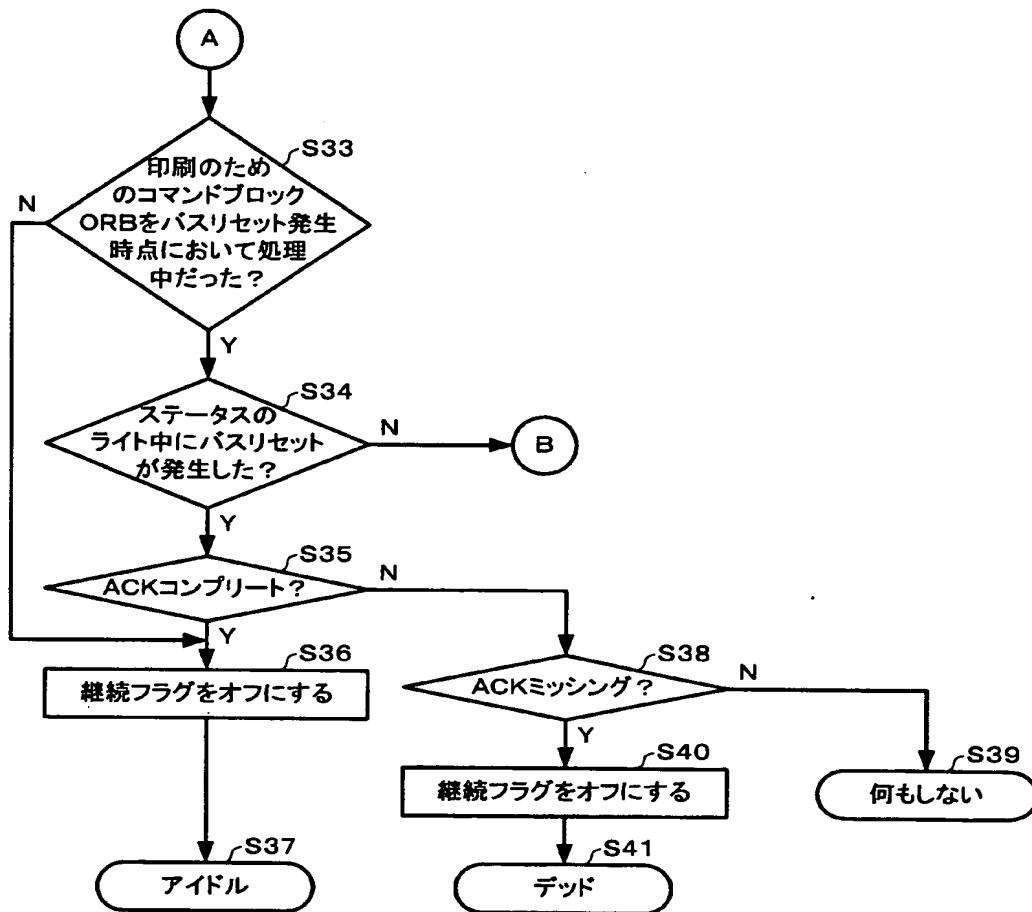 A
S33
印刷のため
のコマンドブロック
ORBをバスリセット発生
時点において処理
中だった？
N
Y
S34
ステータスの
ライト中にバスリセット
が発生した？
N
B
Y
S35
ACKコンプリート？
N
Y
S36
継続フラグをオフにする
S38
ACKミッシング？
N
Y
S40
継続フラグをオフにする
S39
何もしない
S37
アイドル
S41
デッド